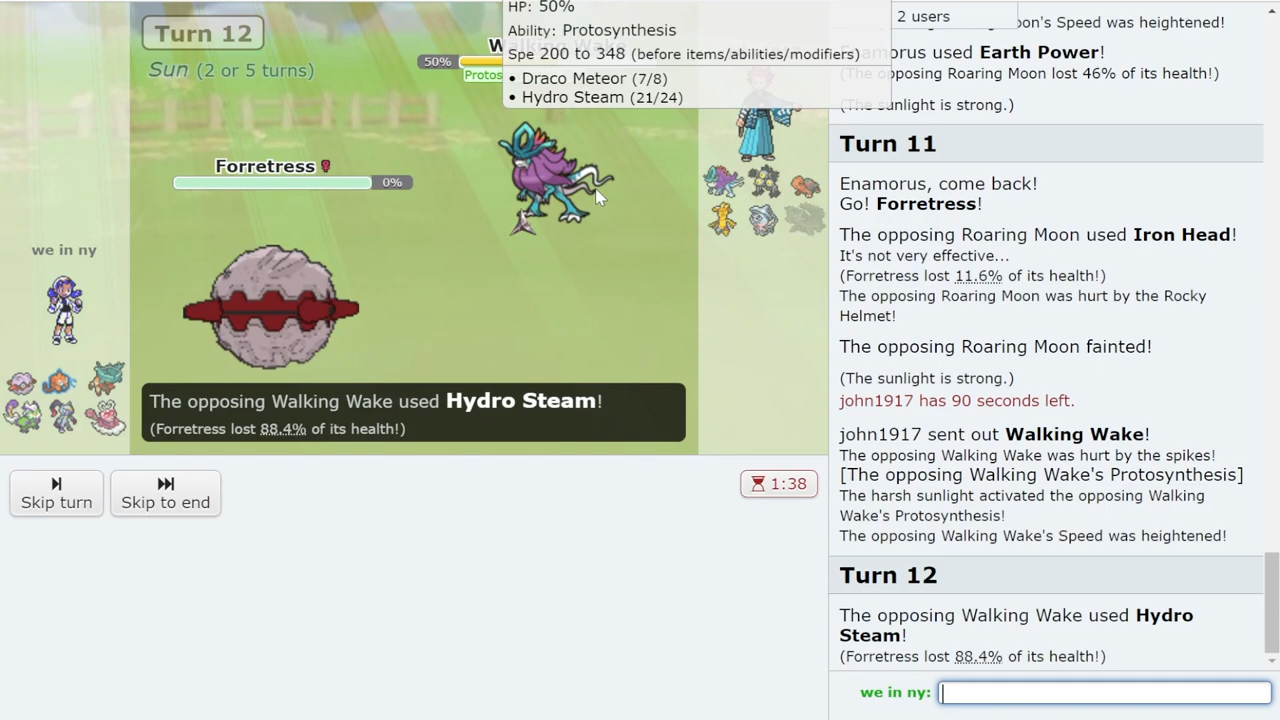 HP: 50%
Ability: Protosynthesis
Spe 200 to 348 (before items/abilities/modifiers)
• Draco Meteor (7/8)
• Hydro Steam (21/24)
2 users
Turn 12
Sun (2 or 5 turns)
50%
Protos
Forretress
0%
we in ny
The opposing Walking Wake used Hydro Steam!
(Forretress lost 88.4% of its health!)
Skip turn
Skip to end
1:38
oon's Speed was heightened!
Enamorus used Earth Power!
(The opposing Roaring Moon lost 46% of its health!)
(The sunlight is strong.)
Turn 11
Enamorus, come back!
Go! Forretress!
The opposing Roaring Moon used Iron Head!
It's not very effective...
(Forretress lost 11.6% of its health!)
The opposing Roaring Moon was hurt by the Rocky
Helmet!
The opposing Roaring Moon fainted!
(The sunlight is strong.)
john1917 has 90 seconds left.
john1917 sent out Walking Wake!
The opposing Walking Wake was hurt by the spikes!
[The opposing Walking Wake's Protosynthesis]
The harsh sunlight activated the opposing Walking
Wake's Protosynthesis!
The opposing Walking Wake's Speed was heightened!
Turn 12
The opposing Walking Wake used Hydro
Steam!
(Forretress lost 88.4% of its health!)
we in ny: